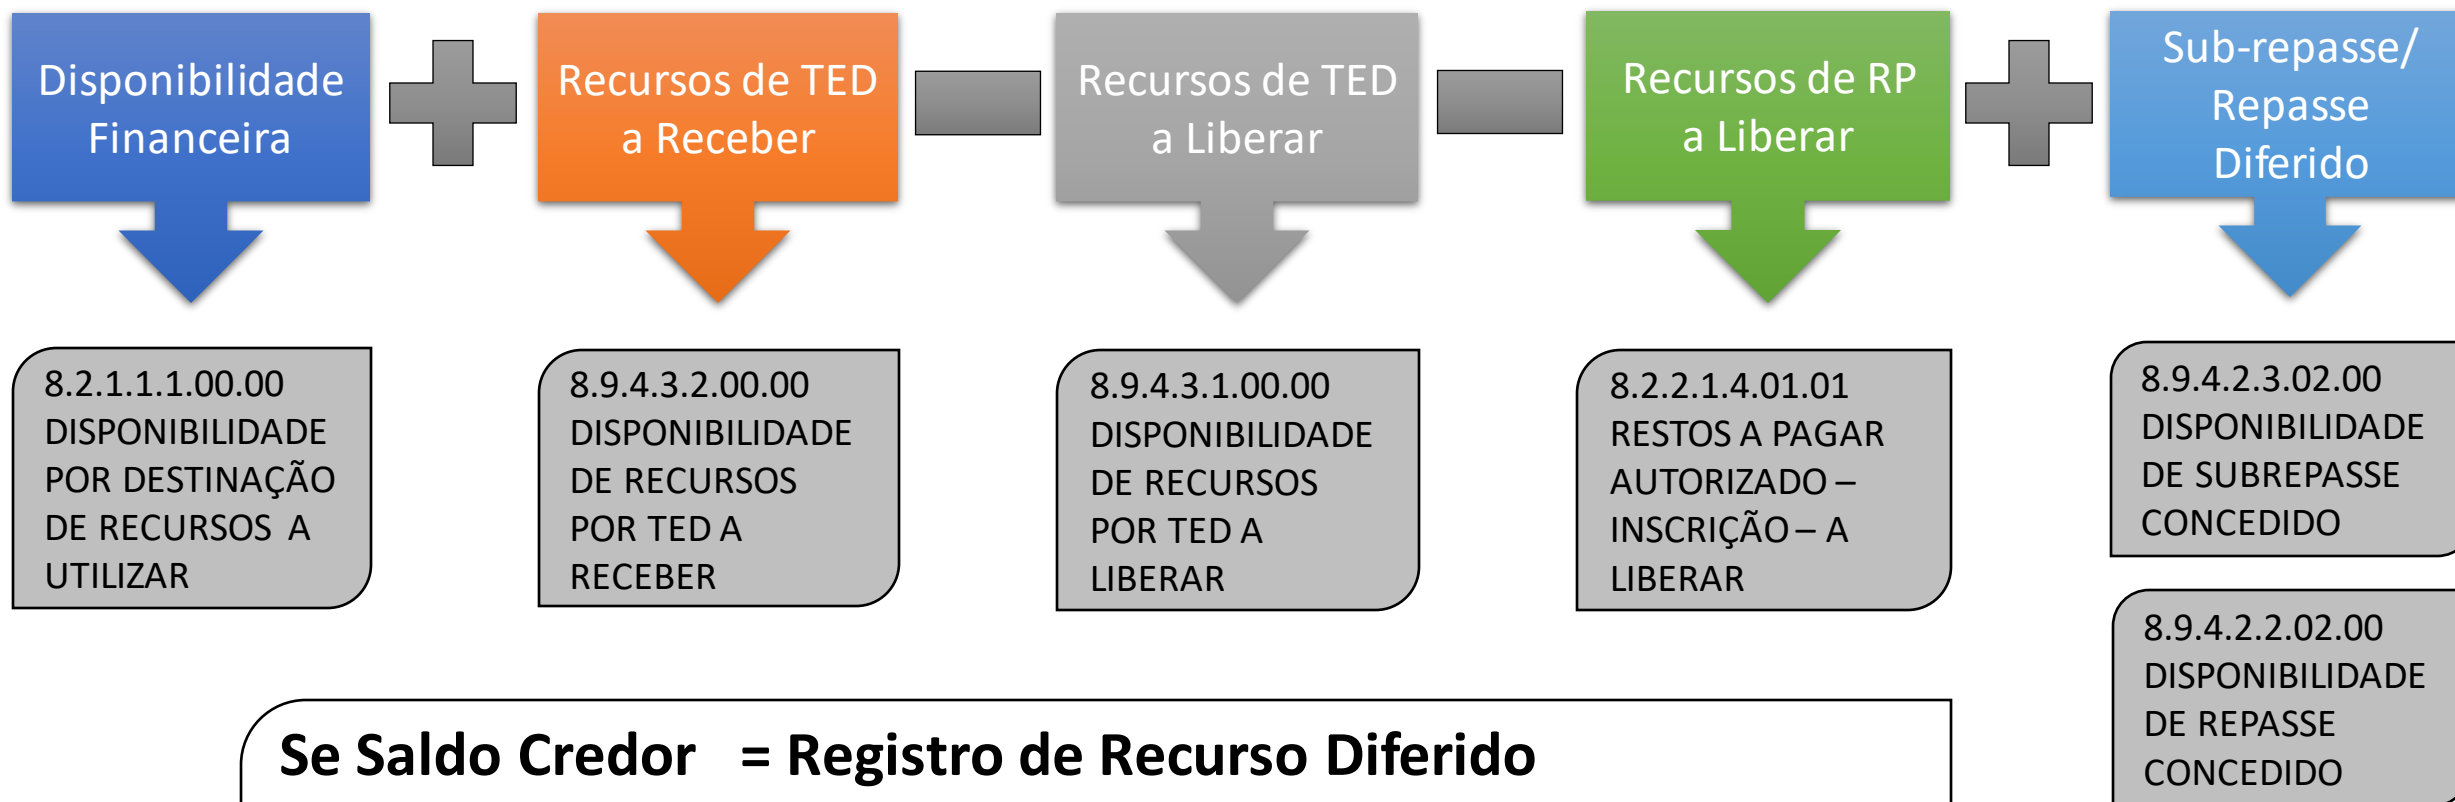 Disponibilidade
Financeira
Recursos de TED
a Receber
Recursos de TED
a Liberar
Recursos de RP
a Liberar
Sub-repasse/
Repasse
Diferido
8.2.1.1.1.00.00
DISPONIBILIDADE
POR DESTINAÇÃO
DE RECURSOS A
UTILIZAR
8.9.4.3.2.00.00
DISPONIBILIDADE
DE RECURSOS
POR TED A
RECEBER
8.9.4.3.1.00.00
DISPONIBILIDADE
DE RECURSOS
POR TED A
LIBERAR
8.2.2.1.4.01.01
RESTOS A PAGAR
AUTORIZADO –
INSCRIÇÃO – A
LIBERAR
8.9.4.2.3.02.00
DISPONIBILIDADE
DE SUBREPASSE
CONCEDIDO
8.9.4.2.2.02.00
DISPONIBILIDADE
DE REPASSE
CONCEDIDO
Se Saldo Credor = Registro de Recurso Diferido